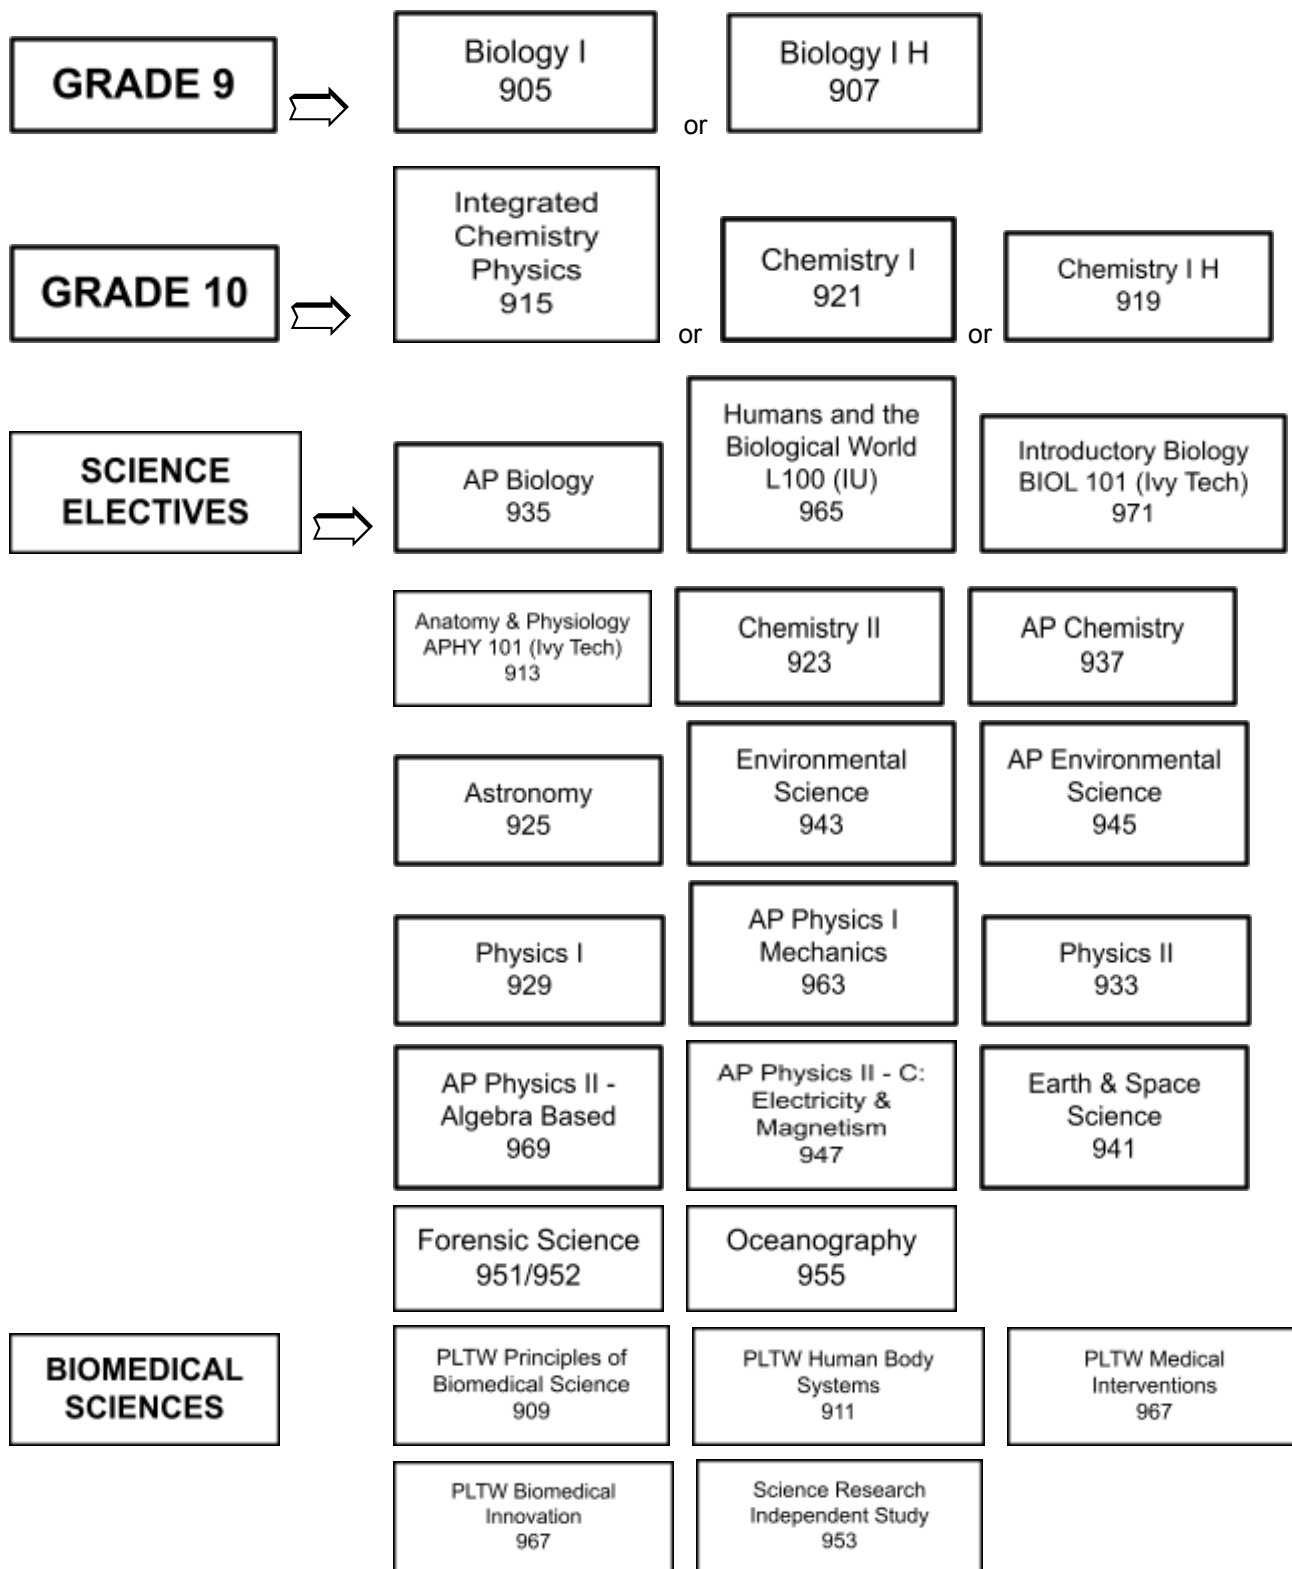 GRADE 9
Biology I
905
or
Biology I H
907
GRADE 10
Integrated
Chemistry
Physics
915
or
Chemistry I
921
or
Chemistry I H
919
SCIENCE
ELECTIVES
AP Biology
935
Humans and the
Biological World
L100 (IU)
965
Introductory Biology
BIOL 101 (Ivy Tech)
971
Anatomy & Physiology
APHY 101 (Ivy Tech)
913
Chemistry II
923
AP Chemistry
937
Astronomy
925
Environmental
Science
943
AP Environmental
Science
945
Physics I
929
AP Physics I
Mechanics
963
Physics II
933
AP Physics II -
Algebra Based
969
AP Physics II - C:
Electricity &
Magnetism
947
Earth & Space
Science
941
Forensic Science
951/952
Oceanography
955
BIOMEDICAL
SCIENCES
PLTW Principles of
Biomedical Science
909
PLTW Human Body
Systems
911
PLTW Medical
Interventions
967
PLTW Biomedical
Innovation
967
Science Research
Independent Study
953